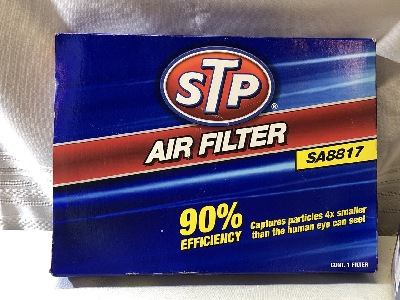 STP
®
AIR FILTER
SA8817
90%
EFFICIENCY
Captures particles 4x smaller
than the human eye can see!
CONT. 1 FILTER